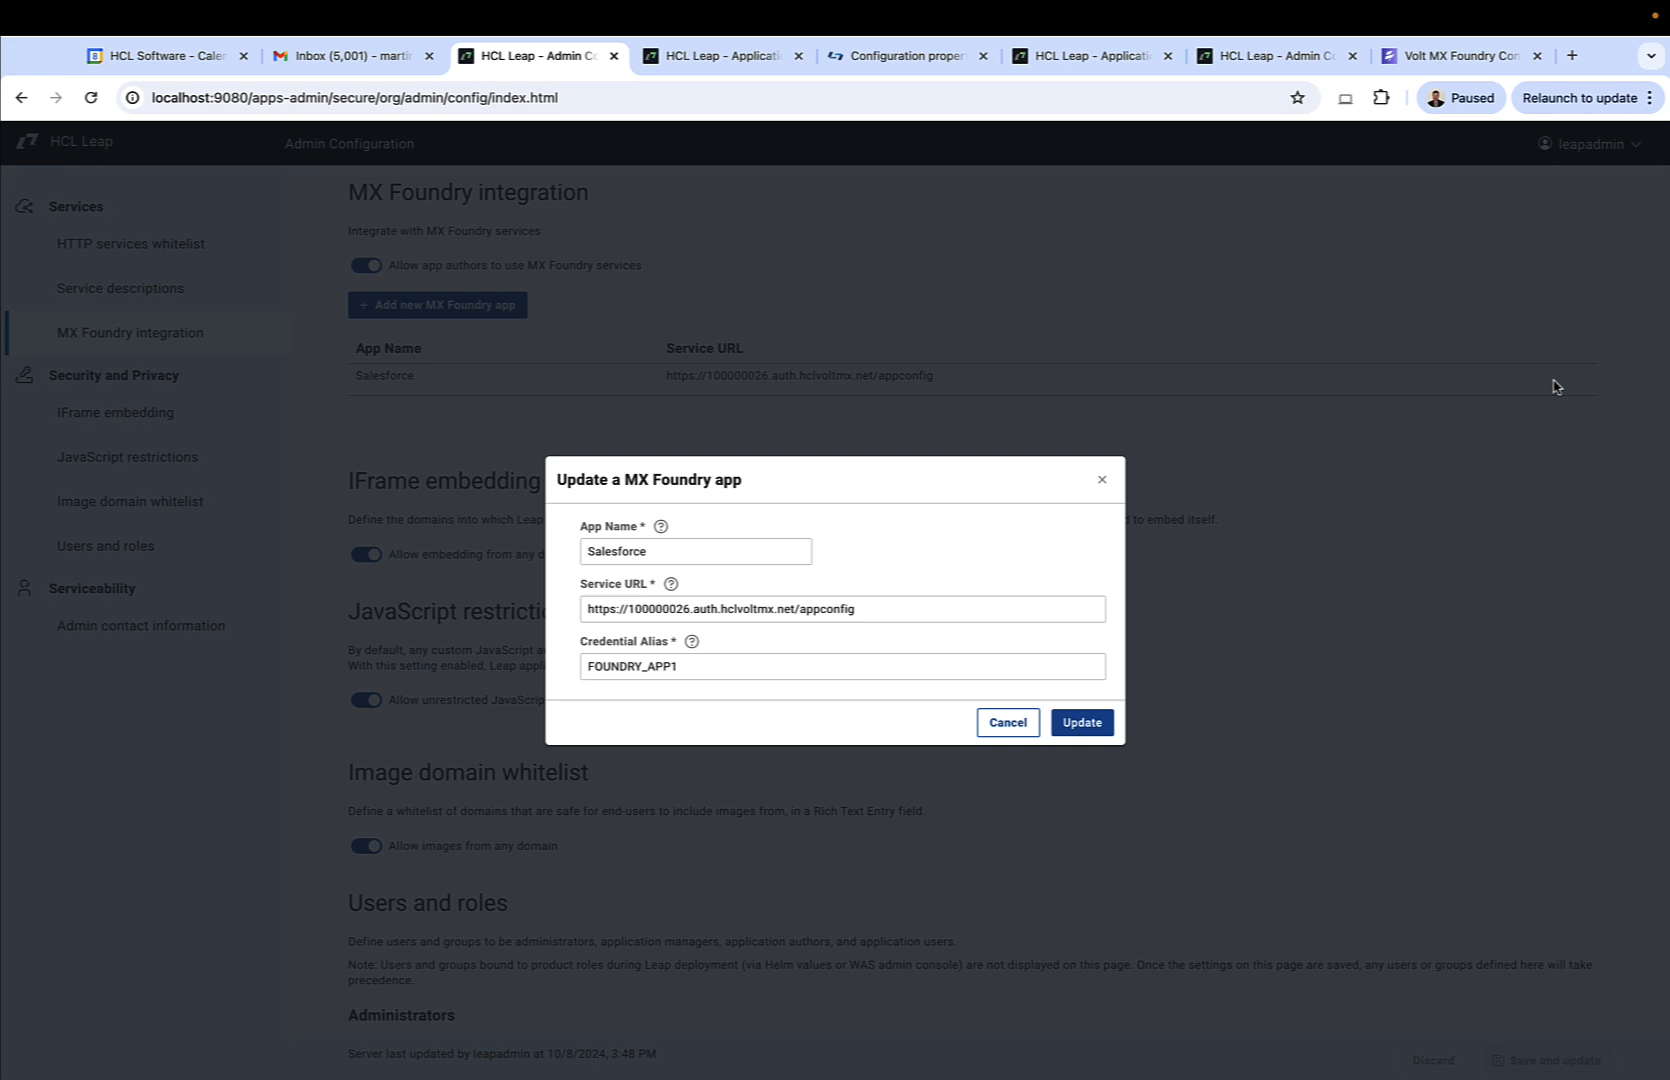 HCL Software - Calen
Inbox (5,001) - martin
HCL Leap - Admin Co
HCL Leap - Applicatio
Configuration proper
HCL Leap - Applicatio
HCL Leap - Admin Co
Volt MX Foundry Con
localhost:9080/apps-admin/secure/org/admin/config/index.html
Paused
Relaunch to update
HCL Leap
Admin Configuration
leapadmin
Services
HTTP services whitelist
Service descriptions
MX Foundry integration
Security and Privacy
IFrame embedding
JavaScript restrictions
Image domain whitelist
Users and roles
Serviceability
Admin contact information
MX Foundry integration
Integrate with MX Foundry services
Allow app authors to use MX Foundry services
+ Add new MX Foundry app
App Name Service URL
Salesforce https://100000026.auth.hclvoltmx.net/appconfig
IFrame embedding
Define the domains into which Leap
d to embed itself.
Allow embedding from any d
JavaScript restrictio
By default, any custom JavaScript a
With this setting enabled, Leap appli
Allow unrestricted JavaScrip
Update a MX Foundry app
App Name *
Salesforce
Service URL *
https://100000026.auth.hclvoltmx.net/appconfig
Credential Alias *
FOUNDRY_APP1
Cancel
Update
Image domain whitelist
Define a whitelist of domains that are safe for end-users to include images from, in a Rich Text Entry field.
Allow images from any domain
Users and roles
Define users and groups to be administrators, application managers, application authors, and application users.
Note: Users and groups bound to product roles during Leap deployment (via Helm values or WAS admin console) are not displayed on this page. Once the settings on this page are saved, any users or groups defined here will take
precedence.
Administrators
Server last updated by leapadmin at 10/8/2024, 3:48 PM
Discard
Save and update